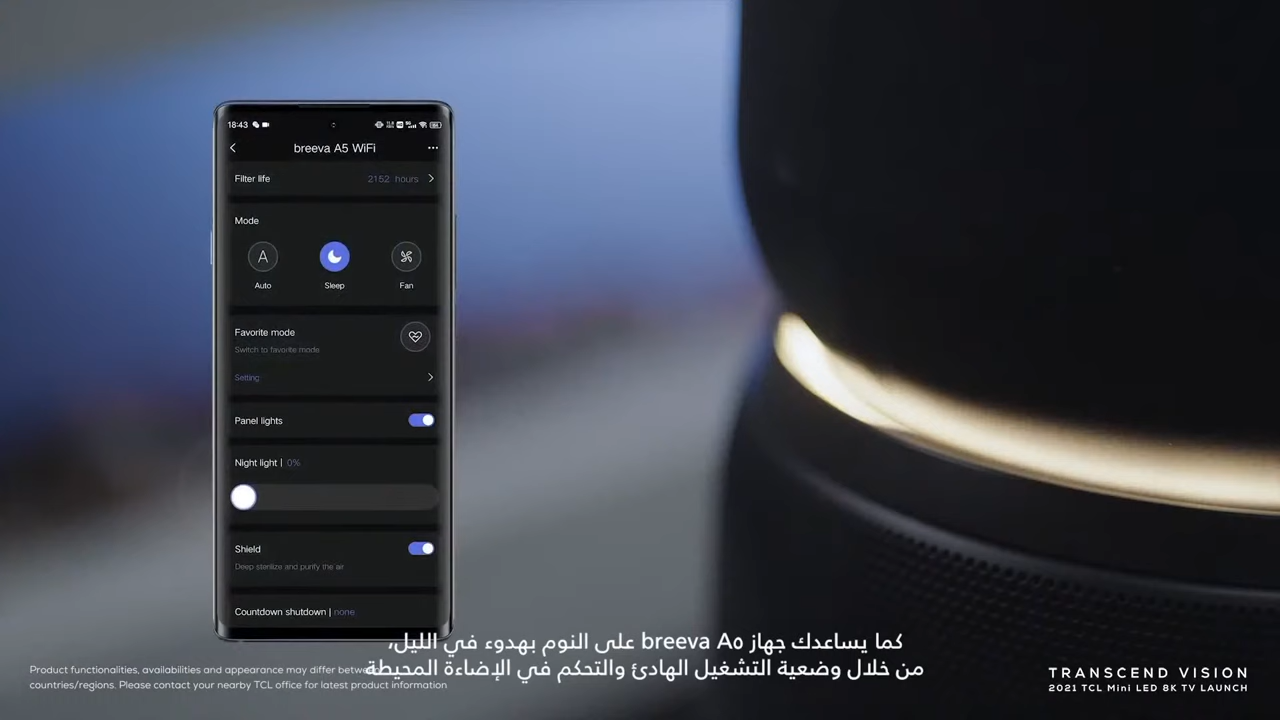 18:43
breeva A5 WiFi
Filter life 2152 hours
Mode
A
Auto Sleep Fan
Favorite mode
Switch to favorite mode
Setting
Panel lights
Night light | 0%
Shield
Deep sterilize and purify the air
Countdown shutdown | none
كما يساعدك جهاز breeva A٥ على النوم بهدوء في الليل،
من خلال وضعية التشغيل الهادئ والتحكم في الإضاءة المحيطة
Product functionalities, availabilities and appearance may differ
countries/regions. Please contact your nearby TCL office for latest product information
TRANSCEND VISION
2021 TCL Mini LED 8K TV LAUNCH